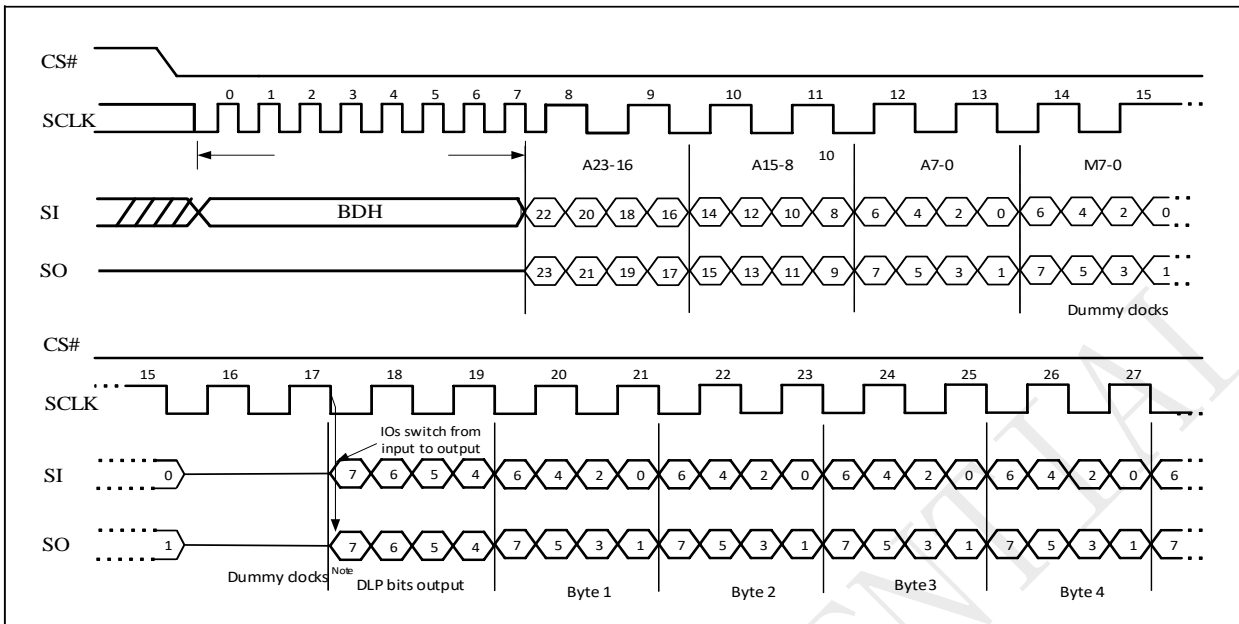 CS#
SCLK
0 1 2 3 4 5 6 7 8 9 10 11 12 13 14 15
A23-16 A15-8 10 A7-0 M7-0
SI
BDH
22 20 18 16 14 12 10 8 6 4 2 0 6 4 2 0
SO
23 21 19 17 15 13 11 9 7 5 3 1 7 5 3 1
Dummy clocks
CS#
SCLK
15 16 17 18 19 20 21 22 23 24 25 26 27
IOs switch from
input to output
SI
0 7 6 5 4 6 4 2 0 6 4 2 0 6 4 2 0 6 4 2 0 6
SO
1 7 6 5 4 7 5 3 1 7 5 3 1 7 5 3 1 7 5 3 1 7
Dummy clocks Note DLP bits output Byte 1 Byte 2 Byte 3 Byte 4